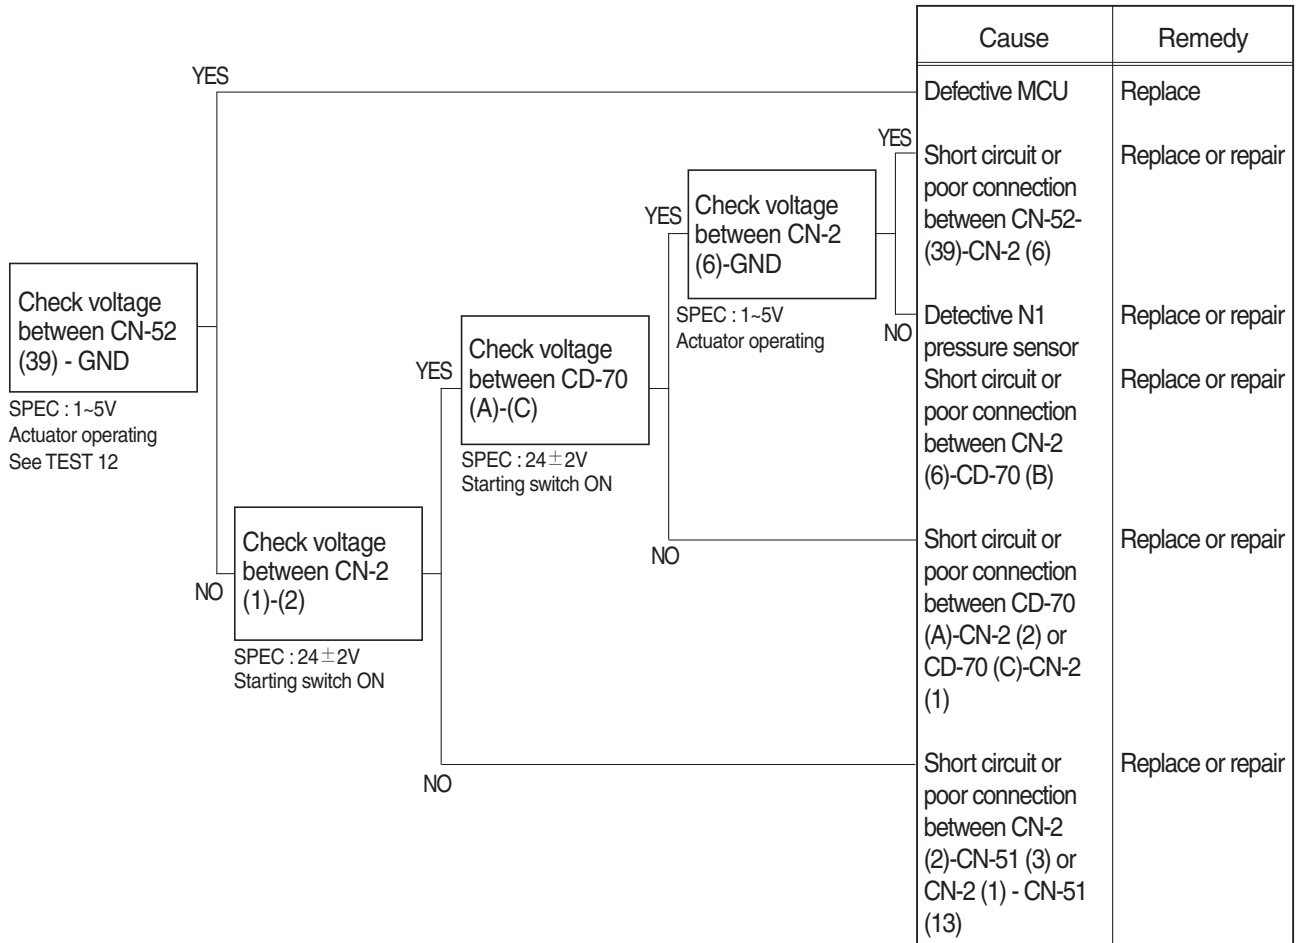 Cause
Remedy
YES
Defective MCU
Replace
YES
Short circuit or
poor connection
between CN-52-
(39)-CN-2 (6)
Replace or repair
YES
Check voltage
between CN-2
(6)-GND
SPEC : 1~5V
Actuator operating
NO
Detective N1
pressure sensor
Replace or repair
Short circuit or
poor connection
between CN-2
(6)-CD-70 (B)
Replace or repair
Check voltage
between CN-52
(39) - GND
SPEC : 1~5V
Actuator operating
See TEST 12
YES
Check voltage
between CD-70
(A)-(C)
SPEC : 24±2V
Starting switch ON
NO
Short circuit or
poor connection
between CD-70
(A)-CN-2 (2) or
CD-70 (C)-CN-2
(1)
Replace or repair
NO
Check voltage
between CN-2
(1)-(2)
SPEC : 24±2V
Starting switch ON
NO
Short circuit or
poor connection
between CN-2
(2)-CN-51 (3) or
CN-2 (1) - CN-51
(13)
Replace or repair